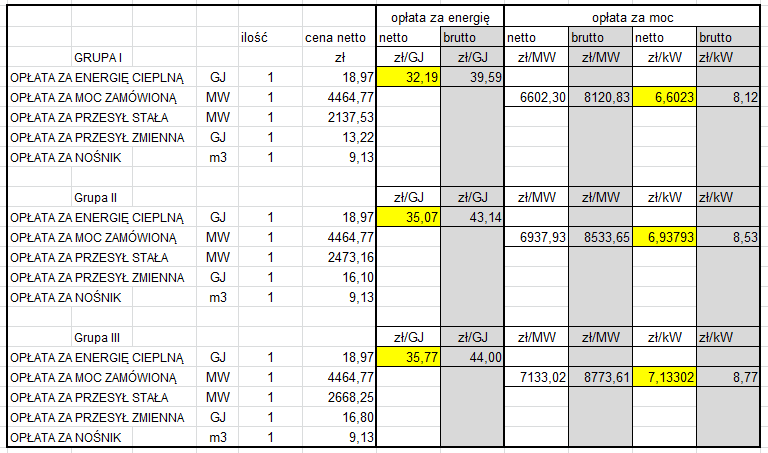 opłata za energię opłata za moc
ilość cena netto netto brutto netto brutto netto brutto
GRUPA I zł zł/GJ zł/GJ zł/MW zł/MW zł/kW zł/kW
OPŁATA ZA ENERGIĘ CIEPLNĄ GJ 1 18,97 32,19 39,59
OPŁATA ZA MOC ZAMÓWIONĄ MW 1 4464,77 6602,30 8120,83 6,6023 8,12
OPŁATA ZA PRZESYŁ STAŁA MW 1 2137,53
OPŁATA ZA PRZESYŁ ZMIENNA GJ 1 13,22
OPŁATA ZA NOŚNIK m3 1 9,13
Grupa II zł/GJ zł/GJ zł/MW zł/MW zł/kW zł/kW
OPŁATA ZA ENERGIĘ CIEPLNĄ GJ 1 18,97 35,07 43,14
OPŁATA ZA MOC ZAMÓWIONĄ MW 1 4464,77 6937,93 8533,65 6,93793 8,53
OPŁATA ZA PRZESYŁ STAŁA MW 1 2473,16
OPŁATA ZA PRZESYŁ ZMIENNA GJ 1 16,10
OPŁATA ZA NOŚNIK m3 1 9,13
Grupa III zł/GJ zł/GJ zł/MW zł/MW zł/kW zł/kW
OPŁATA ZA ENERGIĘ CIEPLNĄ GJ 1 18,97 35,77 44,00
OPŁATA ZA MOC ZAMÓWIONĄ MW 1 4464,77 7133,02 8773,61 7,13302 8,77
OPŁATA ZA PRZESYŁ STAŁA MW 1 2668,25
OPŁATA ZA PRZESYŁ ZMIENNA GJ 1 16,80
OPŁATA ZA NOŚNIK m3 1 9,13